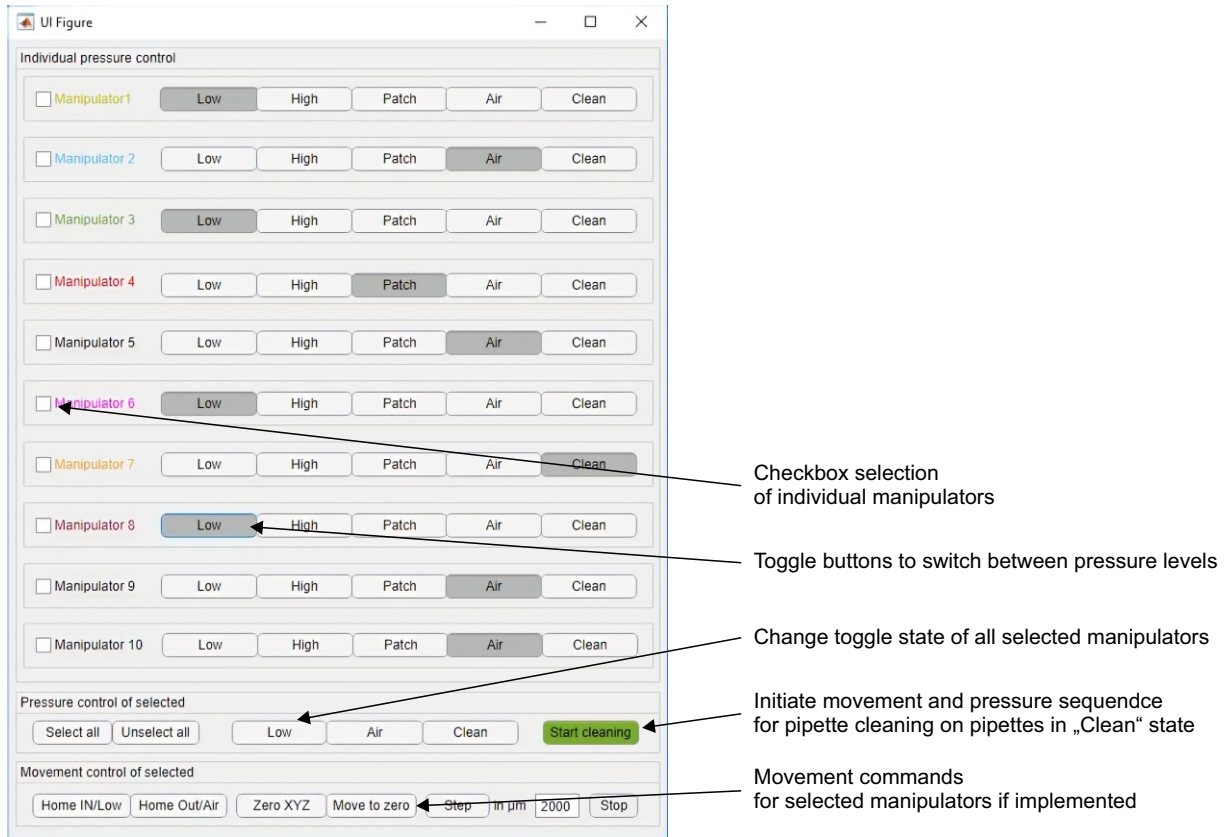 UI Figure
Individual pressure control
Manipulator1 Low High Patch Air Clean
Manipulator 2 Low High Patch Air Clean
Manipulator 3 Low High Patch Air Clean
Manipulator 4 Low High Patch Air Clean
Manipulator 5 Low High Patch Air Clean
Manipulator 6 Low High Patch Air Clean
Manipulator 7 Low High Patch Air Clean
Manipulator 8 Low High Patch Air Clean
Manipulator 9 Low High Patch Air Clean
Manipulator 10 Low High Patch Air Clean
Pressure control of selected
Select all Unselect all Low Air Clean Start cleaning
Movement control of selected
Home IN/Low Home Out/Air Zero XYZ Move to zero Step in μm 2000 Stop
Checkbox selection
of individual manipulators
Toggle buttons to switch between pressure levels
Change toggle state of all selected manipulators
Initiate movement and pressure sequendce
for pipette cleaning on pipettes in „Clean“ state
Movement commands
for selected manipulators if implemented